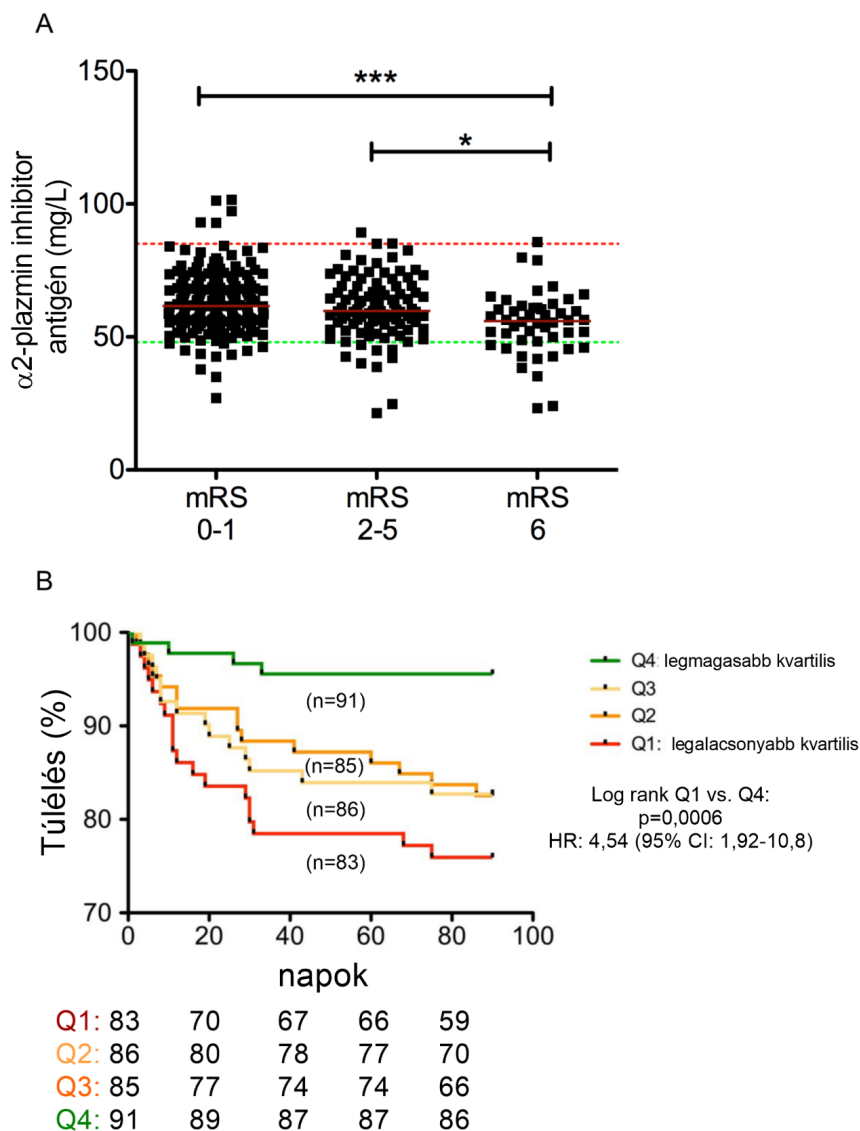 A
α2-plazmin inhibitor
antigén (mg/L)
150
100
50
0
***
*
mRS
0-1
mRS
2-5
mRS
6
B
Túlélés (%)
100
90
80
70
0
20
40
60
80
100
napok
(n=91)
(n=85)
(n=86)
(n=83)
Q4: legmagasabb kvartilis
Q3
Q2
Q1: legalacsonyabb kvartilis
Log rank Q1 vs. Q4:
p=0,0006
HR: 4,54 (95% CI: 1,92-10,8)
Q1: 83 70 67 66 59
Q2: 86 80 78 77 70
Q3: 85 77 74 74 66
Q4: 91 89 87 87 86